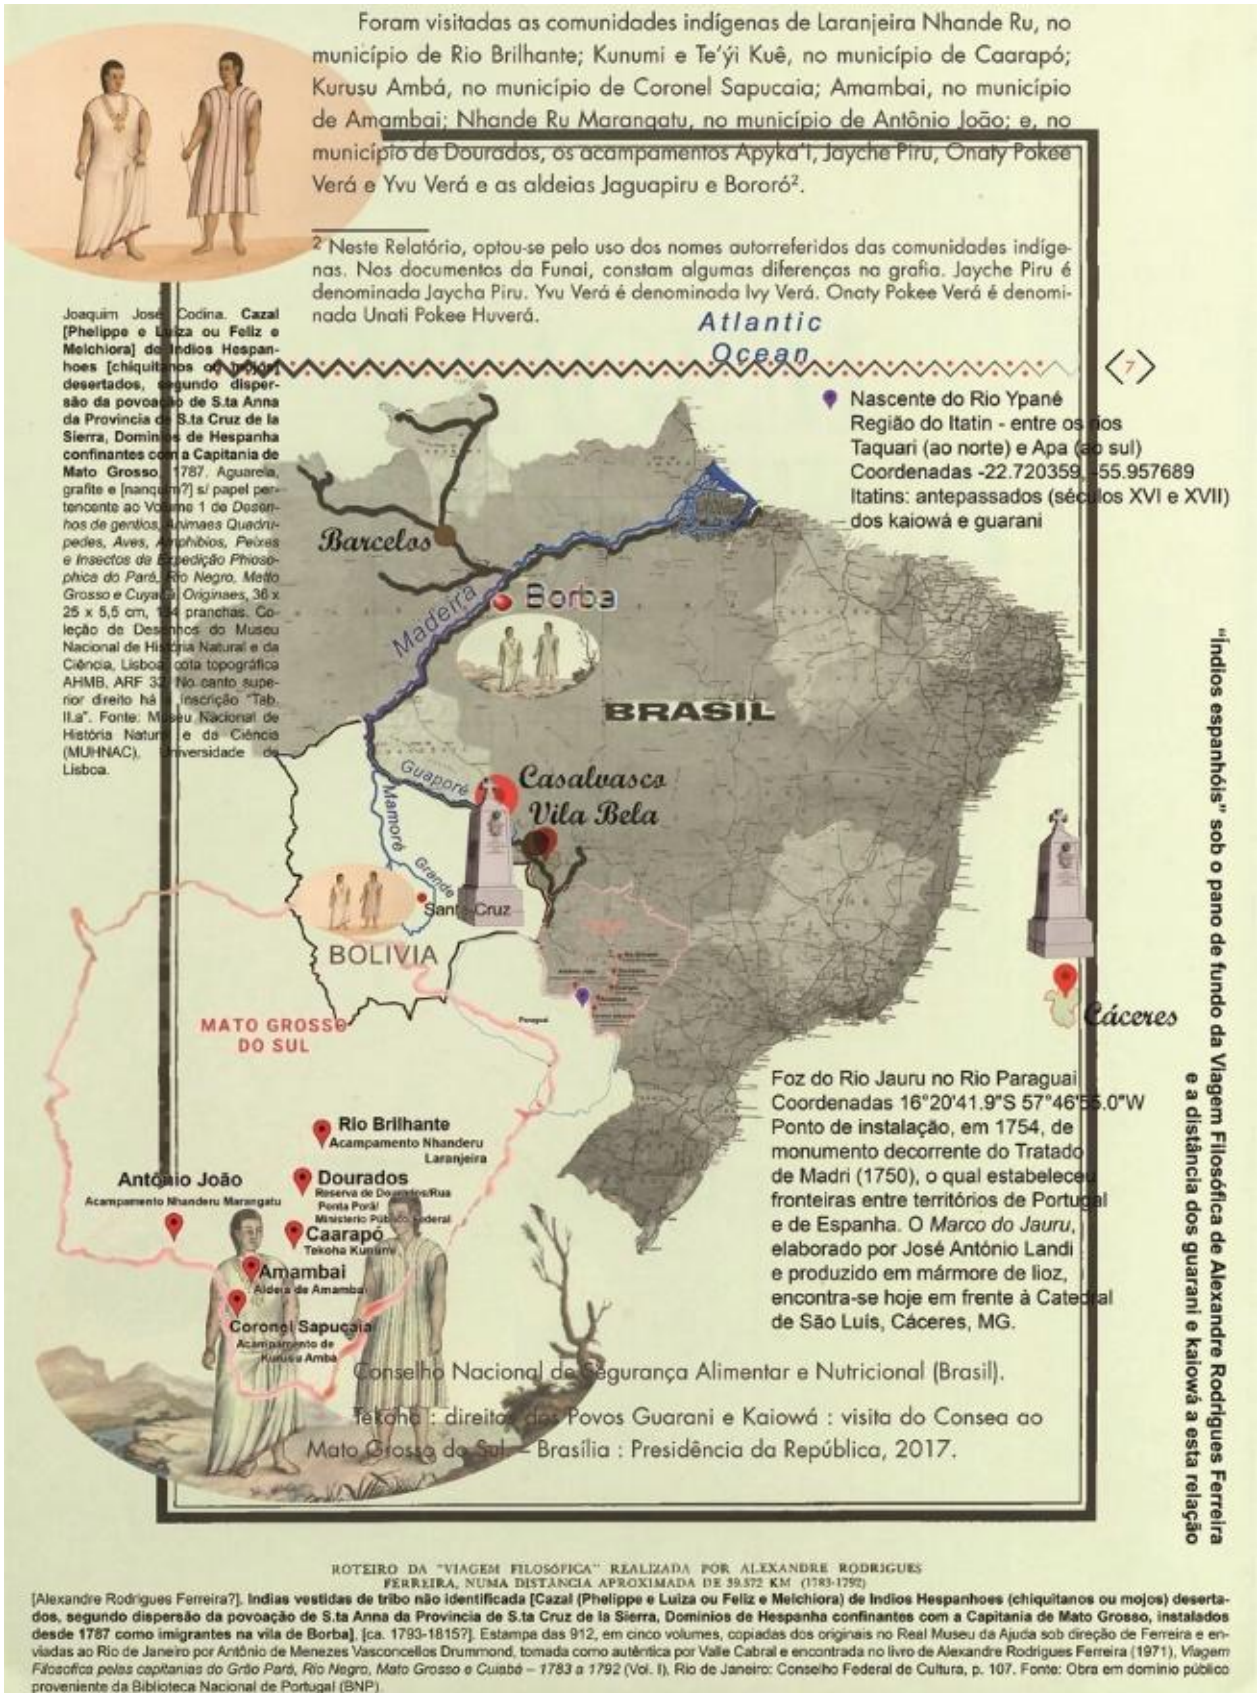 Foram visitadas as comunidades indígenas de Laranjeira Nhande Ru, no
município de Rio Brilhante; Kunumi e Te'ýi Kuê, no município de Caarapó;
Kurusu Ambá, no município de Coronel Sapucaia; Amambai, no município
de Amambai; Nhande Ru Marangatu, no município de Antônio João; e, no
município de Dourados, os acampamentos Apyka'I, Jayche Piru, Onaty Pokee
Verá e Yvu Verá e as aldeias Jaguapiru e Bororó².
² Neste Relatório, optou-se pelo uso dos nomes autorreferidos das comunidades indíge-
nas. Nos documentos da Funai, constam algumas diferenças na grafia. Jayche Piru é
denominada Jaycha Piru. Yvu Verá é denominada Ivy Verá. Onaty Pokee Verá é denomi-
nada Unati Pokee Huverá.
Atlantic
Ocean
7
Joaquim José Codina. Cazal
[Phelippe e Luiza ou Feliz e
Melchiora] de Indios Hespan-
hoes [chiquitanos ou mojos]
desertados, segundo disper-
são da povoação de S.ta Anna
da Provincia de S.ta Cruz de la
Sierra, Dominios de Hespanha
confinantes com a Capitania de
Mato Grosso, 1787. Aguarela,
grafite e [nanquim?] s/ papel per-
tencente ao Volume 1 de Desen-
hos de gentios, Animaes Quadru-
pedes, Aves, Amphibios, Peixes
e Insectos da Expedição Phioso-
phica do Pará, Rio Negro, Matto
Grosso e Cuyabá. Originaes, 36 x
25 x 5,5 cm, pranchas. Co-
leção de Desenhos do Museu
Nacional de História Natural e da
Ciência, Lisboa, cota topográfica
AHMB, ARF 32. No canto supe-
rior direito há a inscrição "Tab.
II.a". Fonte: Museu Nacional de
História Natural e da Ciência
(MUHNAC), Universidade de
Lisboa.
Nascente do Rio Ypané
Região do Itatin - entre os rios
Taquari (ao norte) e Apa (ao sul)
Coordenadas -22.720359, -55.957689
Itatins: antepassados (séculos XVI e XVII)
dos kaiowá e guarani
Barcelos
Borba
Madeira
BRASIL
Guaporé
Casalvasco
Vila Bela
Mamoré
Grande
Santa Cruz
BOLIVIA
Paraguai
MATO GROSSO
DO SUL
Cáceres
Foz do Rio Jauru no Rio Paraguai
Coordenadas 16°20'41.9"S 57°46'55.0"W
Ponto de instalação, em 1754, de
monumento decorrente do Tratado
de Madri (1750), o qual estabeleceu
fronteiras entre territórios de Portugal
e de Espanha. O Marco do Jauru,
elaborado por José António Landi
e produzido em mármore de lioz,
encontra-se hoje em frente à Catedral
de São Luís, Cáceres, MG.
Rio Brilhante
Acampamento Nhanderu
Laranjeira
Antônio João
Acampamento Nhanderu Marangatu
Dourados
Reserva de Dourados/Rua
Ponta Porã/
Ministerio Público Federal
Caarapó
Tekoha Kunumi
Amambai
Aldeia de Amambai
Coronel Sapucaia
Acampamento de
Kurusu Ambá
Conselho Nacional de Segurança Alimentar e Nutricional (Brasil).
Tekoha : direitos dos Povos Guarani e Kaiowá : visita do Consea ao
Mato Grosso do Sul. – Brasília : Presidência da República, 2017.
"Índios espanhóis" sob o pano de fundo da Viagem Filosófica de Alexandre Rodrigues Ferreira
e a distância dos guarani e kaiowá a esta relação
ROTEIRO DA "VIAGEM FILOSOFICA" REALIZADA POR ALEXANDRE RODRIGUES
FERREIRA, NUMA DISTÂNCIA APROXIMADA DE 39.372 KM (1783-1792)
[Alexandre Rodrigues Ferreira?]. Indias vestidas de tribo não identificada [Cazal (Phelippe e Luiza ou Feliz e Melchiora) de Indios Hespanhoes (chiquitanos ou mojos) deserta-
dos, segundo dispersão da povoação de S.ta Anna da Provincia de S.ta Cruz de la Sierra, Dominios de Hespanha confinantes com a Capitania de Mato Grosso, instalados
desde 1787 como imigrantes na vila de Borba]. [ca. 1793-1815?]. Estampa das 912, em cinco volumes, copiadas dos originais no Real Museu da Ajuda sob direção de Ferreira e en-
viadas ao Rio de Janeiro por Antônio de Menezes Vasconcellos Drummond, tomada como autêntica por Valle Cabral e encontrada no livro de Alexandre Rodrigues Ferreira (1971), Viagem
Filosofica pelas capitanias do Grão Pará, Rio Negro, Mato Grosso e Cuiabá – 1783 a 1792 (Vol. I), Rio de Janeiro: Conselho Federal de Cultura, p. 107. Fonte: Obra em domínio público
proveniente da Biblioteca Nacional de Portugal (BNP).